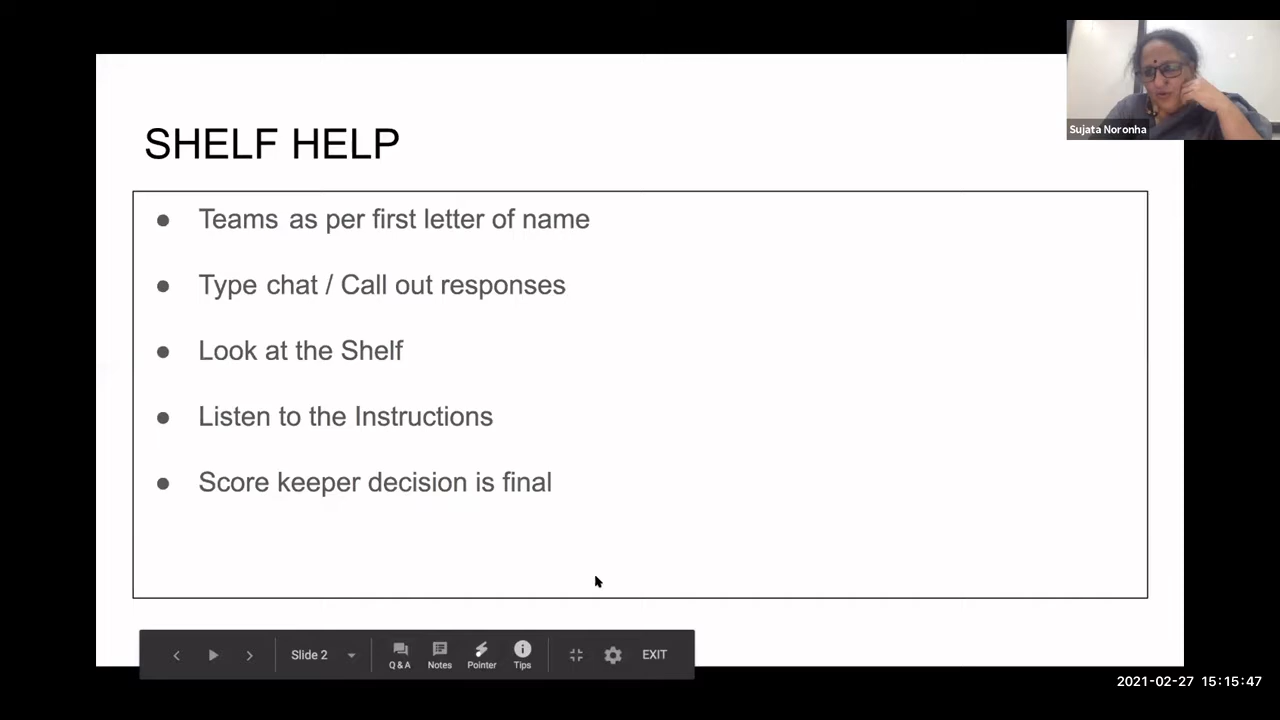 Sujata Noronha
SHELF HELP
● Teams as per first letter of name
● Type chat / Call out responses
● Look at the Shelf
● Listen to the Instructions
● Score keeper decision is final
Slide 2
Q & A
Notes
Pointer
Tips
EXIT
2021-02-27 15:15:47